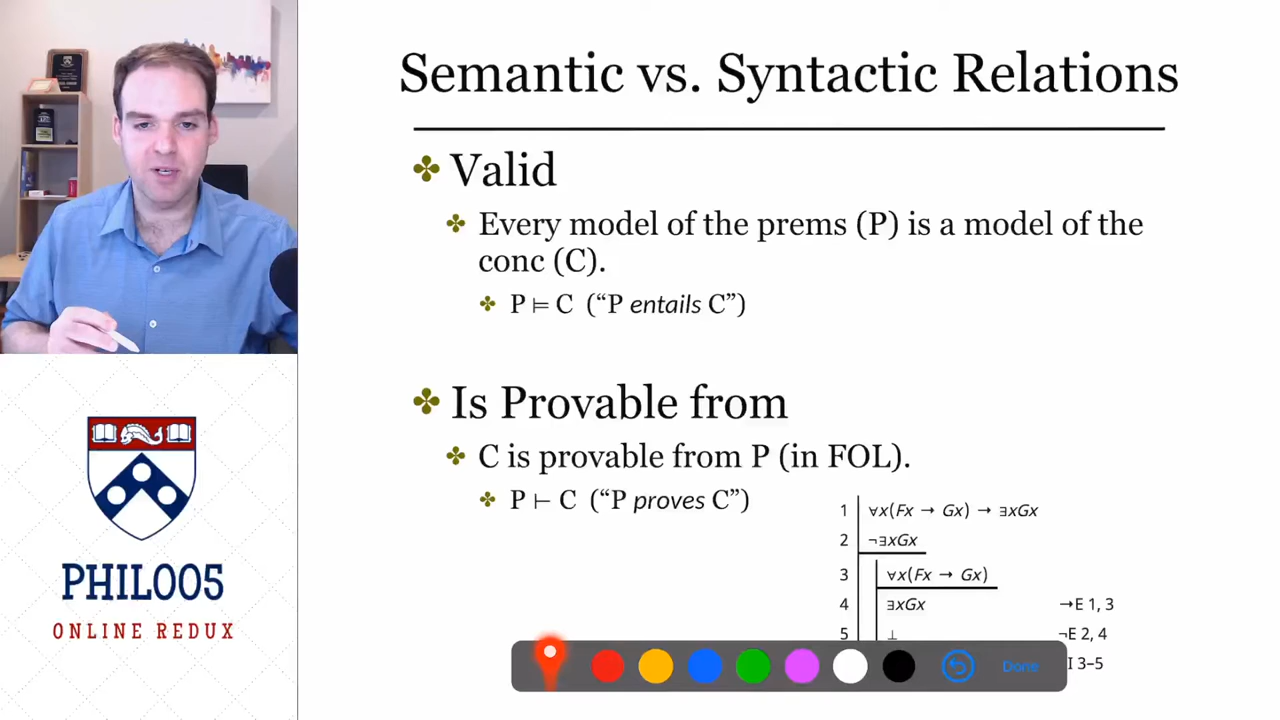 Semantic vs. Syntactic Relations
Valid
Every model of the prems (P) is a model of the
conc (C).
P ⊨ C (“P entails C”)
Is Provable from
C is provable from P (in FOL).
P ⊢ C (“P proves C”)
1 ∀x(Fx → Gx) → ∃xGx
2 ¬∃xGx
3 ∀x(Fx → Gx)
4 ∃xGx →E 1, 3
5 ⊥ ¬E 2, 4
I 3–5
Done
PHIL005
ONLINE REDUX